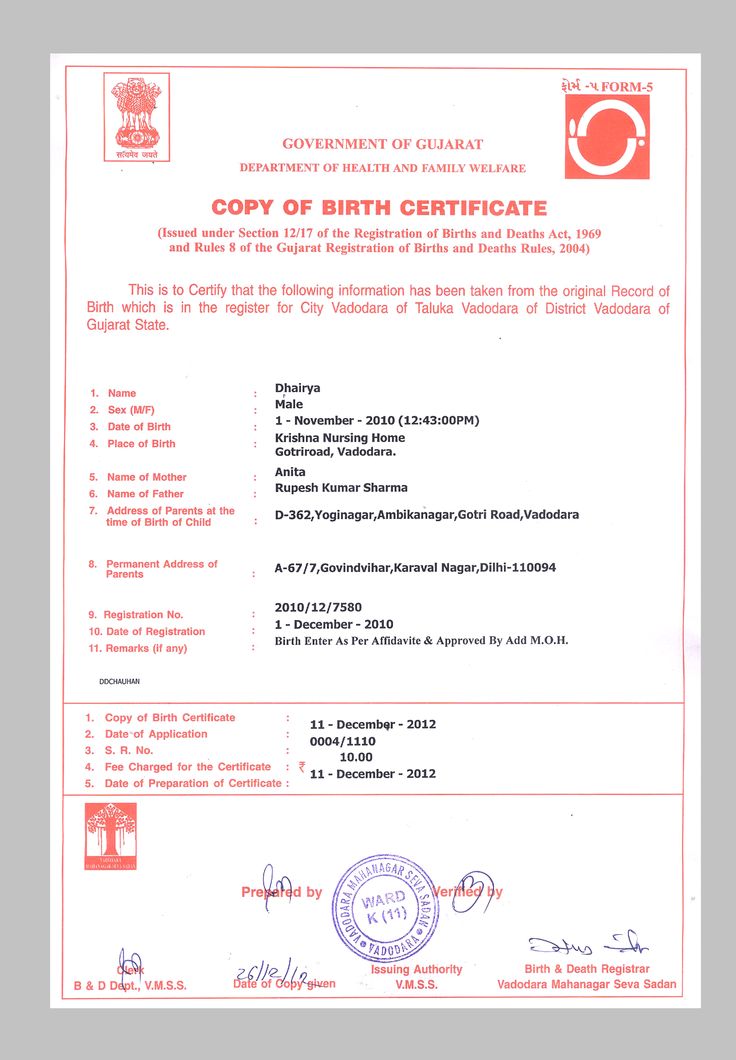 ફોર્મ -૫ FORM-5
सत्यमेव जयते
GOVERNMENT OF GUJARAT
DEPARTMENT OF HEALTH AND FAMILY WELFARE
COPY OF BIRTH CERTIFICATE
(Issued under Section 12/17 of the Registration of Births and Deaths Act, 1969
and Rules 8 of the Gujarat Registration of Births and Deaths Rules, 2004)
This is to Certify that the following information has been taken from the original Record of
Birth which is in the register for City Vadodara of Taluka Vadodara of District Vadodara of
Gujarat State.
1. Name : Dhairya
2. Sex (M/F) : Male
3. Date of Birth : 1 - November - 2010 (12:43:00PM)
4. Place of Birth : Krishna Nursing Home
Gotriroad, Vadodara.
5. Name of Mother : Anita
6. Name of Father : Rupesh Kumar Sharma
7. Address of Parents at the
time of Birth of Child : D-362,Yoginagar,Ambikanagar,Gotri Road,Vadodara
8. Permanent Address of
Parents : A-67/7,Govindvihar,Karaval Nagar,Dilhi-110094
9. Registration No. : 2010/12/7580
10. Date of Registration : 1 - December - 2010
11. Remarks (if any) : Birth Enter As Per Affidavite & Approved By Add M.O.H.
DDCHAUHAN
1. Copy of Birth Certificate :
2. Date of Application : 11 - December - 2012
3. S. R. No. : 0004/1110
4. Fee Charged for the Certificate : ₹ 10.00
5. Date of Preparation of Certificate : 11 - December - 2012
VADODARA
MAHANAGAR SEVA SADAN
Prepared by
Verified by
VADODARA MAHANAGAR SEVA SADAN
WARD
K (11)
VADODARA
Clerk
B & D Dept., V.M.S.S.
26/12/12
Date of Copy given
Issuing Authority
V.M.S.S.
Birth & Death Registrar
Vadodara Mahanagar Seva Sadan